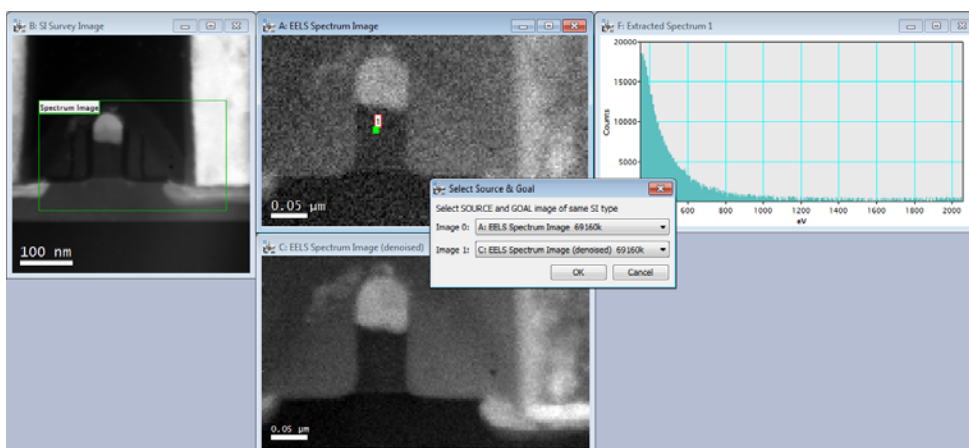 B: SI Survey Image
Spectrum Image
100 nm
A: EELS Spectrum Image
1
0.05 µm
C: EELS Spectrum Image (denoised)
0.05 µm
F: Extracted Spectrum 1
20000
15000
10000
5000
Counts
600 800 1000 1200 1400 1600 1800 2000
eV
Select Source & Goal
Select SOURCE and GOAL image of same SI type
Image 0: A: EELS Spectrum Image 69160k
Image 1: C: EELS Spectrum Image (denoised) 69160k
OK Cancel